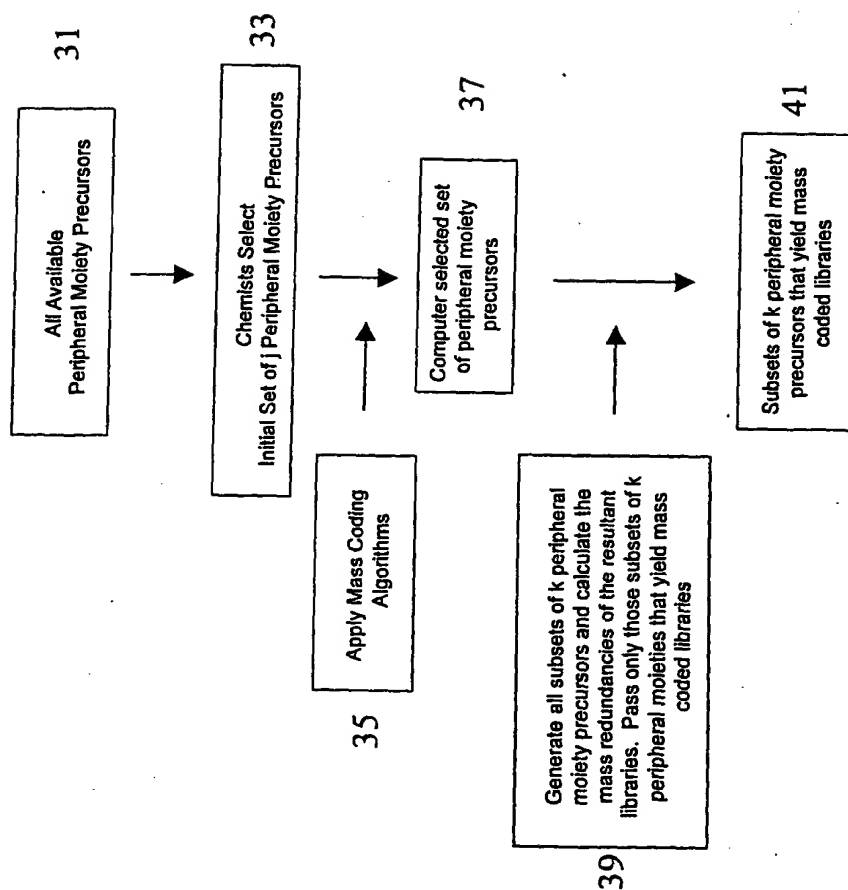 31
All Available
Peripheral Moiety Precursors
33
Chemists Select
Initial Set of j Peripheral Moiety Precursors
35
Apply Mass Coding
Algorithms
37
Computer selected set
of peripheral moiety
precursors
39
Generate all subsets of k peripheral
moiety precursors and calculate the
mass redundancies of the resultant
libraries. Pass only those subsets of k
peripheral moieties that yield mass
coded libraries
41
Subsets of k peripheral moiety
precursors that yield mass
coded libraries